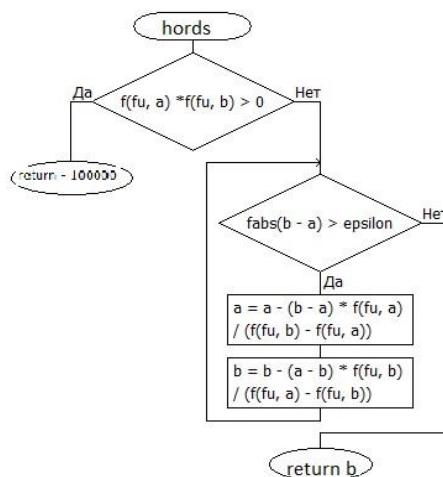 hords
Да
Нет
f(fu, a) *f(fu, b) > 0
return - 100000
fabs(b - a) > epsilon
Нет
Да
a = a - (b - a) * f(fu, a)
/ (f(fu, b) - f(fu, a))
b = b - (a - b) * f(fu, b)
/ (f(fu, a) - f(fu, b))
return b